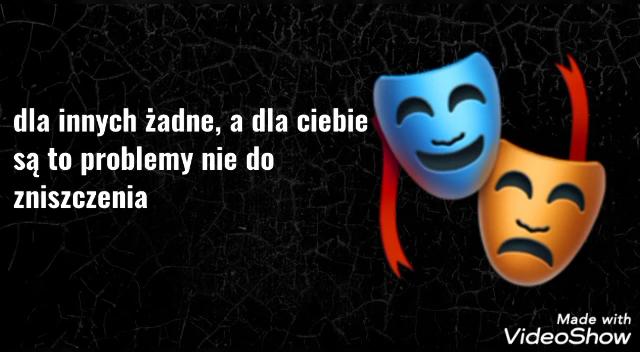 dla innych żadne, a dla ciebie
są to problemy nie do
zniszczenia
Made with
VideoShow